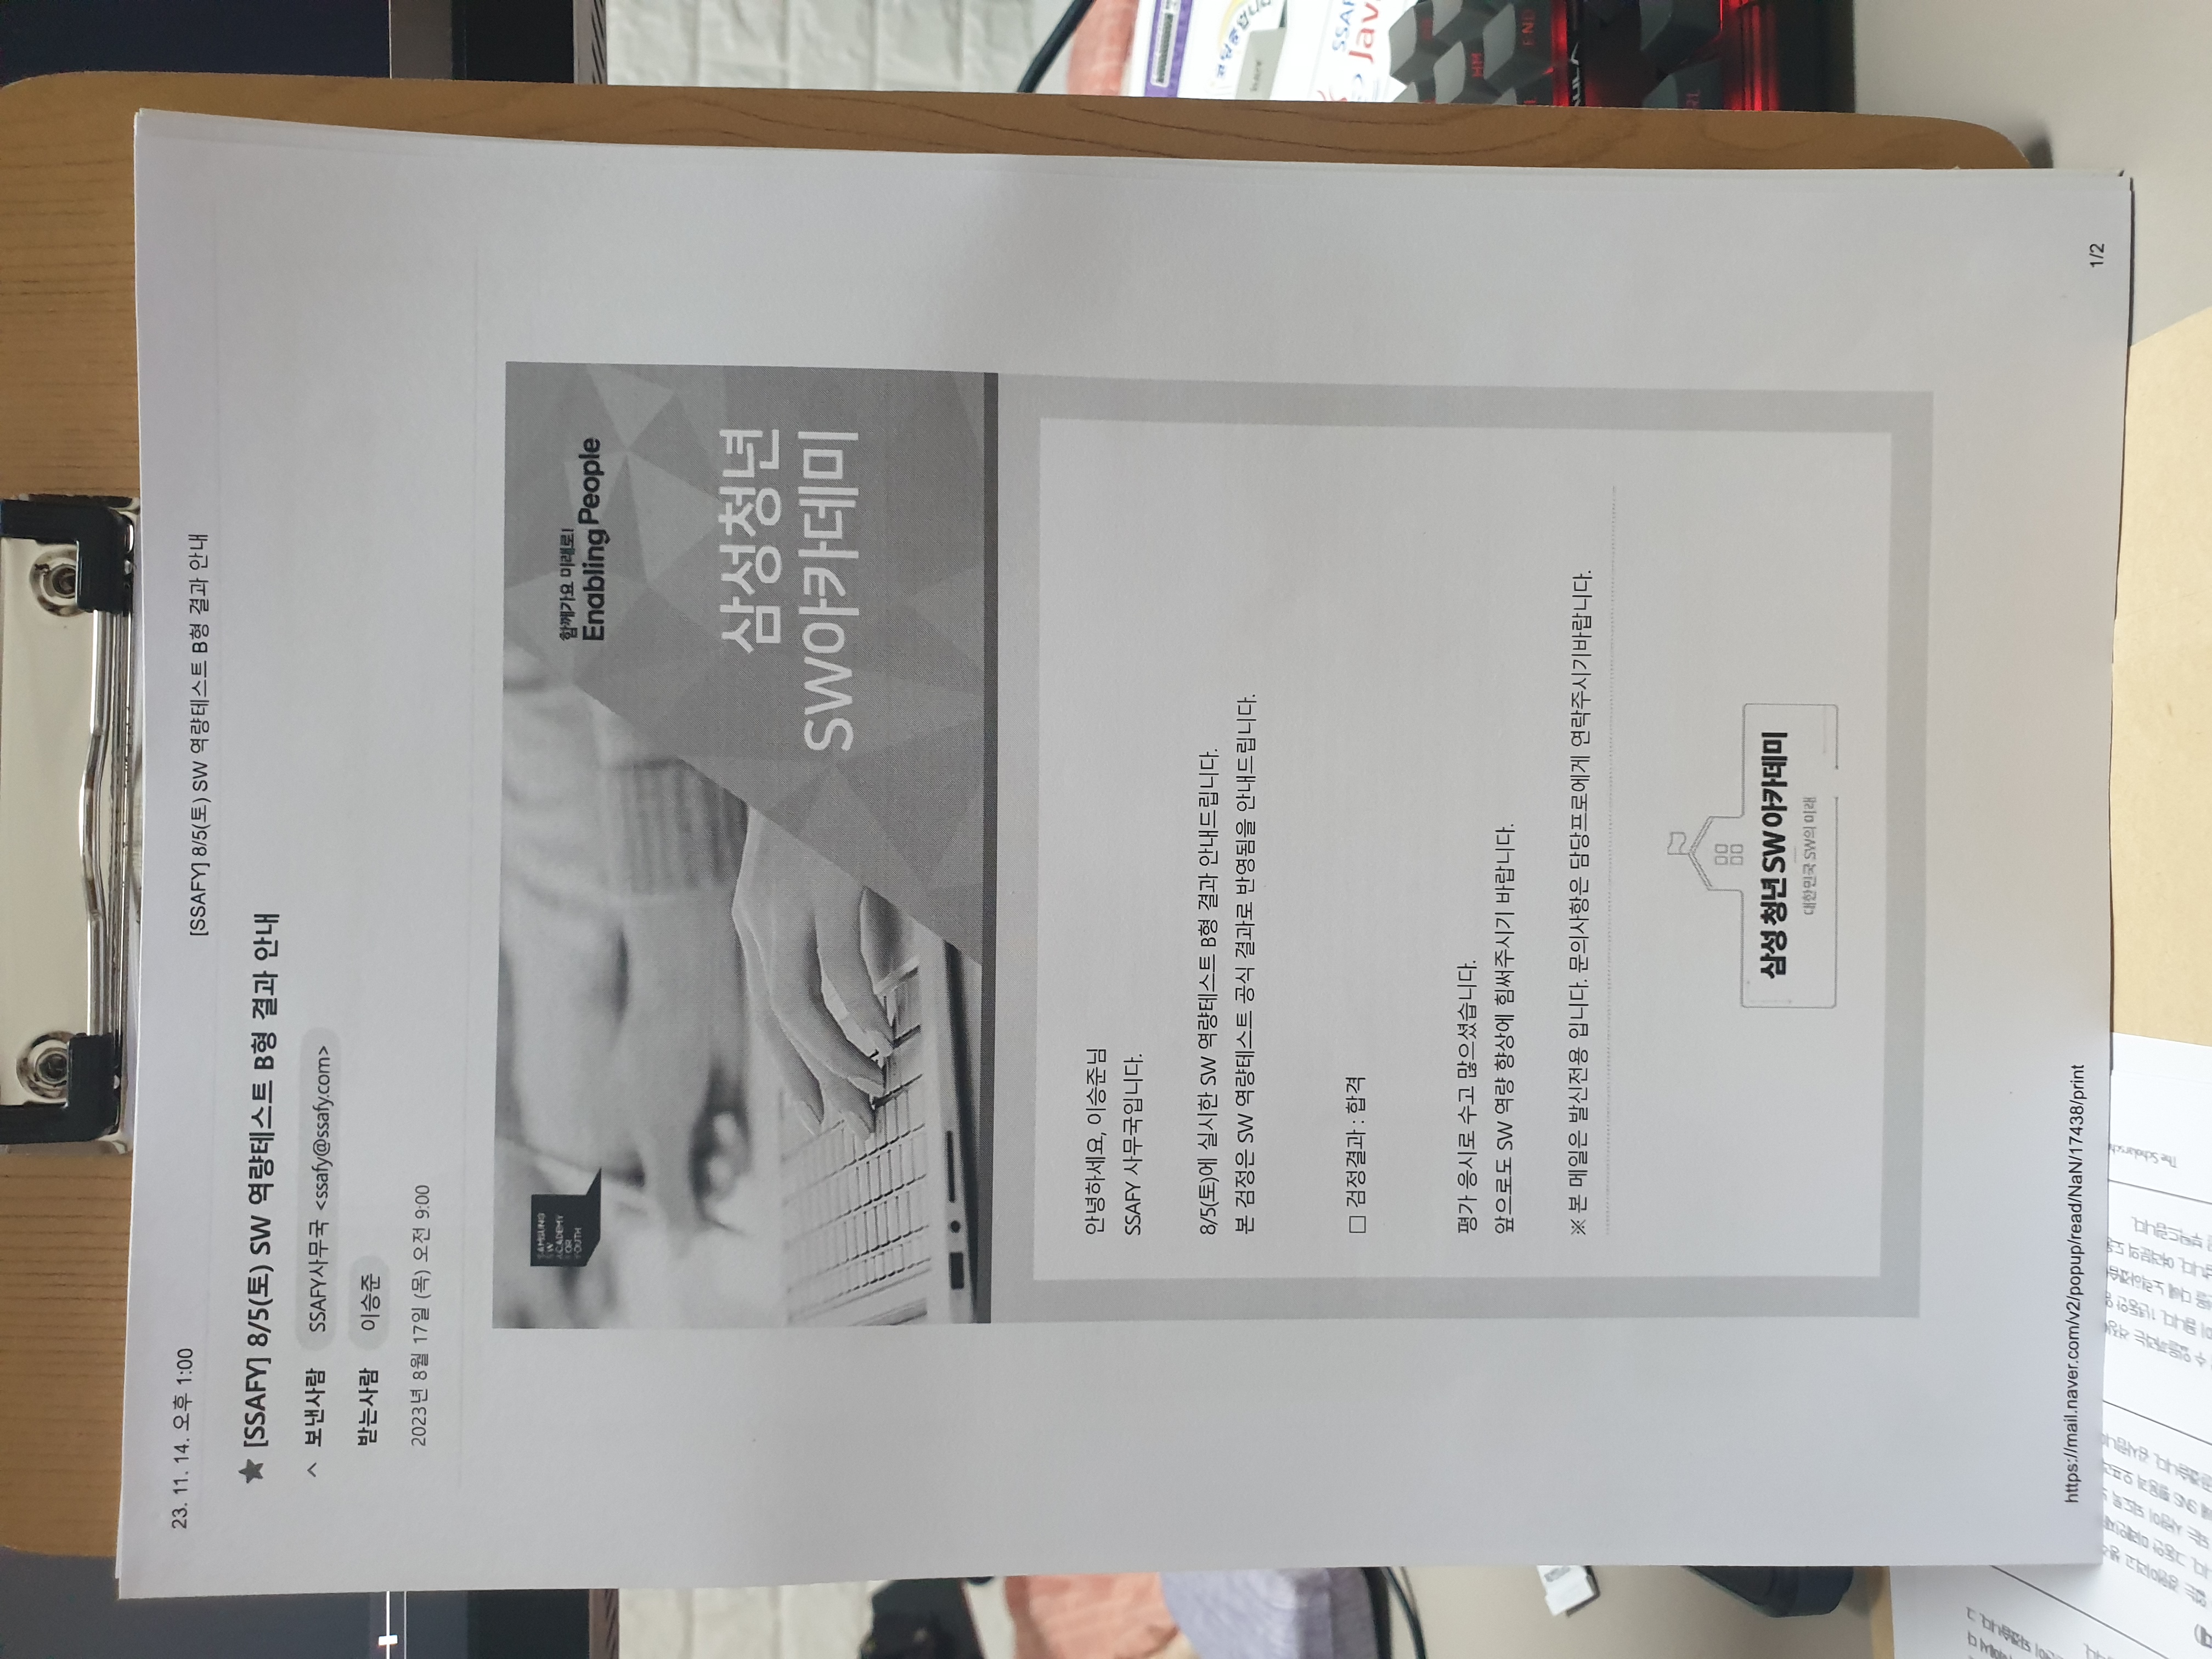 23. 11. 14. 오후 1:00
[SSAFY] 8/5(토) SW 역량테스트 B형 결과 안내
★ [SSAFY] 8/5(토) SW 역량테스트 B형 결과 안내
보낸사람 SSAFY사무국 <ssafy@ssafy.com>
받는사람 이승준
2023년 8월 17일 (목) 오전 9:00
SAMSUNG
SW
ACADEMY
FOR
YOUTH
함께가요 미래로!
Enabling People
삼성청년
SW아카데미
안녕하세요, 이승준님
SSAFY 사무국입니다.
8/5(토)에 실시한 SW 역량테스트 B형 결과 안내드립니다.
본 검정은 SW 역량테스트 공식 결과로 반영됨을 안내드립니다.
□ 검정결과 : 합격
평가 응시로 수고 많으셨습니다.
앞으로도 SW 역량 향상에 힘써주시기 바랍니다.
※ 본 메일은 발신전용 입니다. 문의사항은 담당프로에게 연락주시기바랍니다.
삼성 청년 SW 아카데미
대한민국 SW의 미래
https://mail.naver.com/v2/popup/read/NaN/17438/print
1/2
HM
END